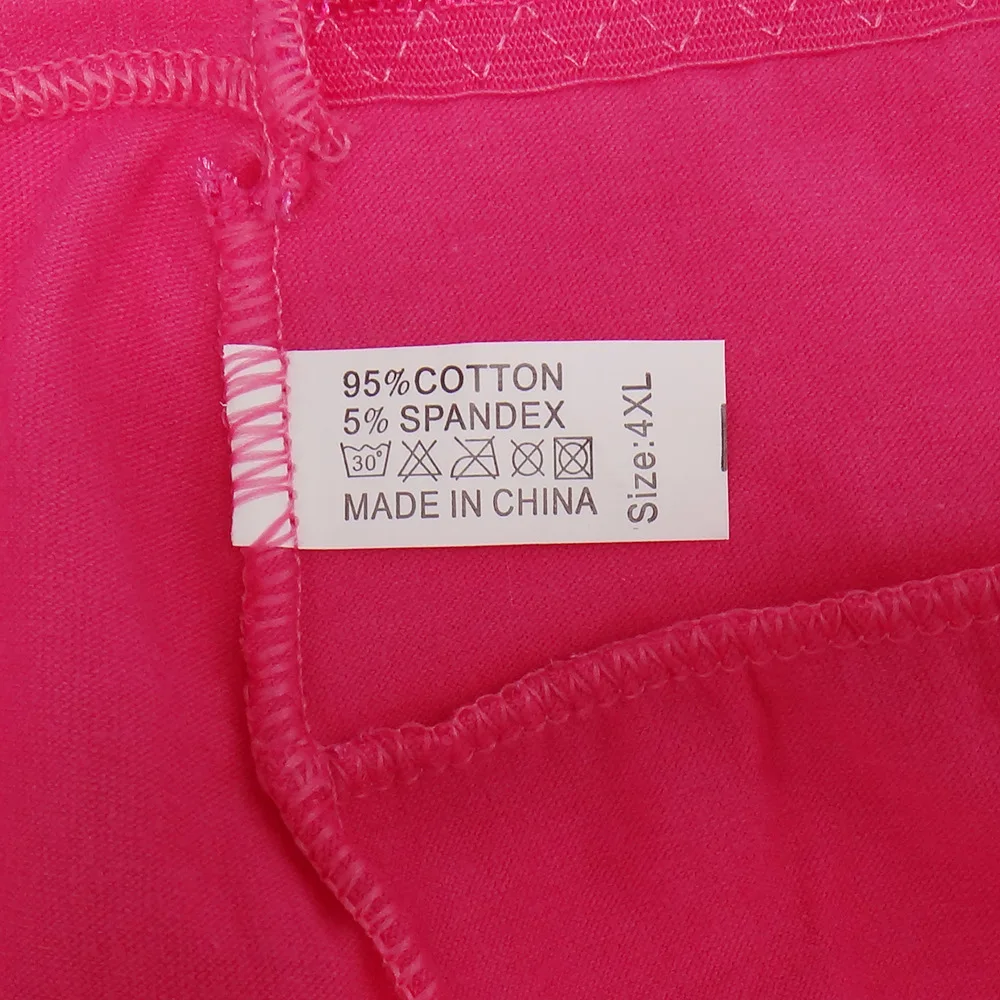 95% COTTON
5% SPANDEX
30°
MADE IN CHINA
Size:4XL